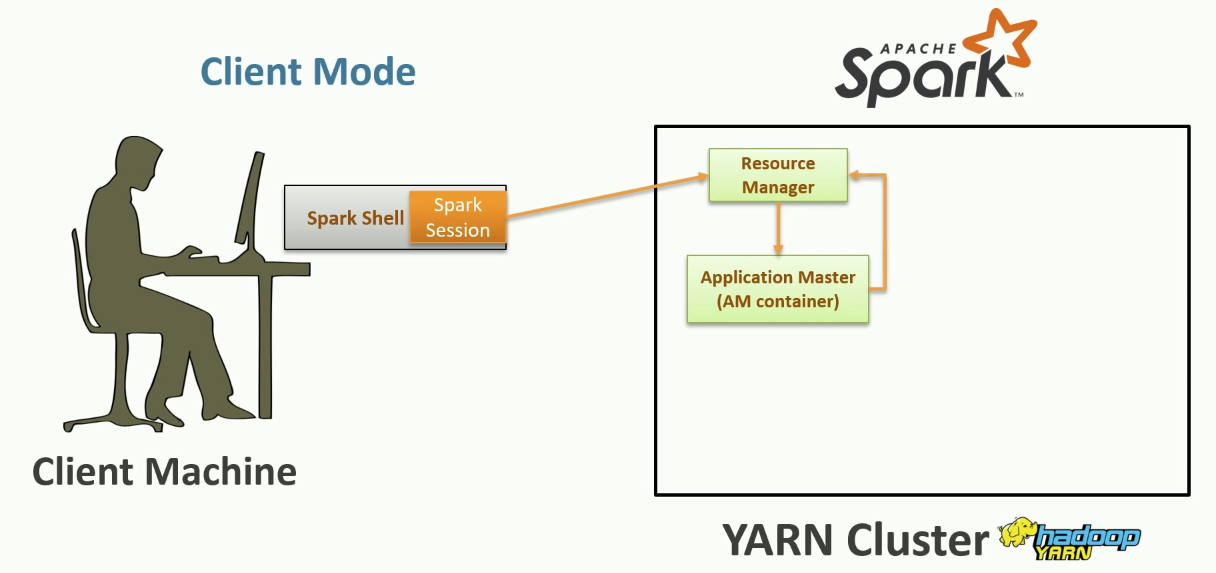 Client Mode
APACHE
Spark™
Resource
Manager
Spark Shell
Spark
Session
Application Master
(AM container)
Client Machine
YARN Cluster
hadoop
YARN